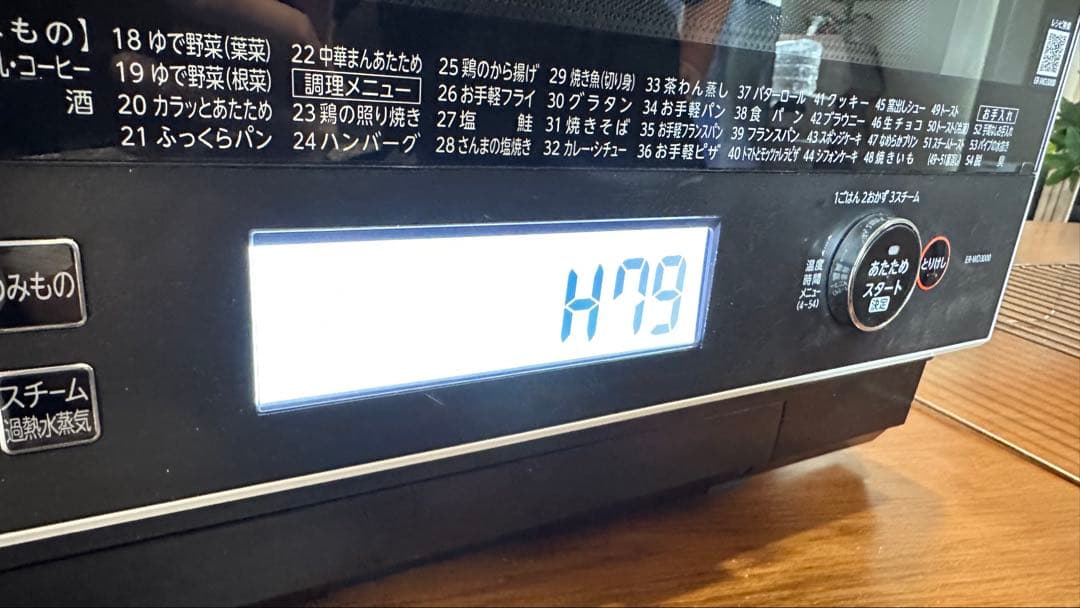 もの】
コーヒー
酒
18 ゆで野菜(葉菜)
19 ゆで野菜(根菜)
20 カラッとあたため
21 ふっくらパン
22 中華まんあたため
調理メニュー
23 鶏の照り焼き
24 ハンバーグ
25 鶏のから揚げ
26 お手軽フライ
27 塩 鮭
28 さんまの塩焼き
29 焼き魚(切り身)
30 グラタン
31 焼きそば
32 カレー・シチュー
33 茶わん蒸し
34 お手軽パン
35 お手軽フランスパン
36 お手軽ピザ
37 バターロール
38 食 パン
39 フランスパン
40 トマトとモッツァレラピザ
41 クッキー
42 ブラウニー
43 スポンジケーキ
44 シフォンケーキ
45 窯出しシュー
46 生チョコ
47 なめらかプリン
48 焼きいも
49 トースト
51 スチームトースト
お手入れ
54 脱 臭
1ごはん 2おかず 3スチーム
みもの
スチーム
過熱水蒸気
H79
温度
時間
メニュー
(4~54)
あたため
スタート
決定
とりけし
ER-WD3000